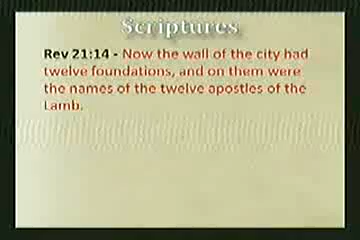 Scriptures
Rev 21:14 - Now the wall of the city had
twelve foundations, and on them were
the names of the twelve apostles of the
Lamb.